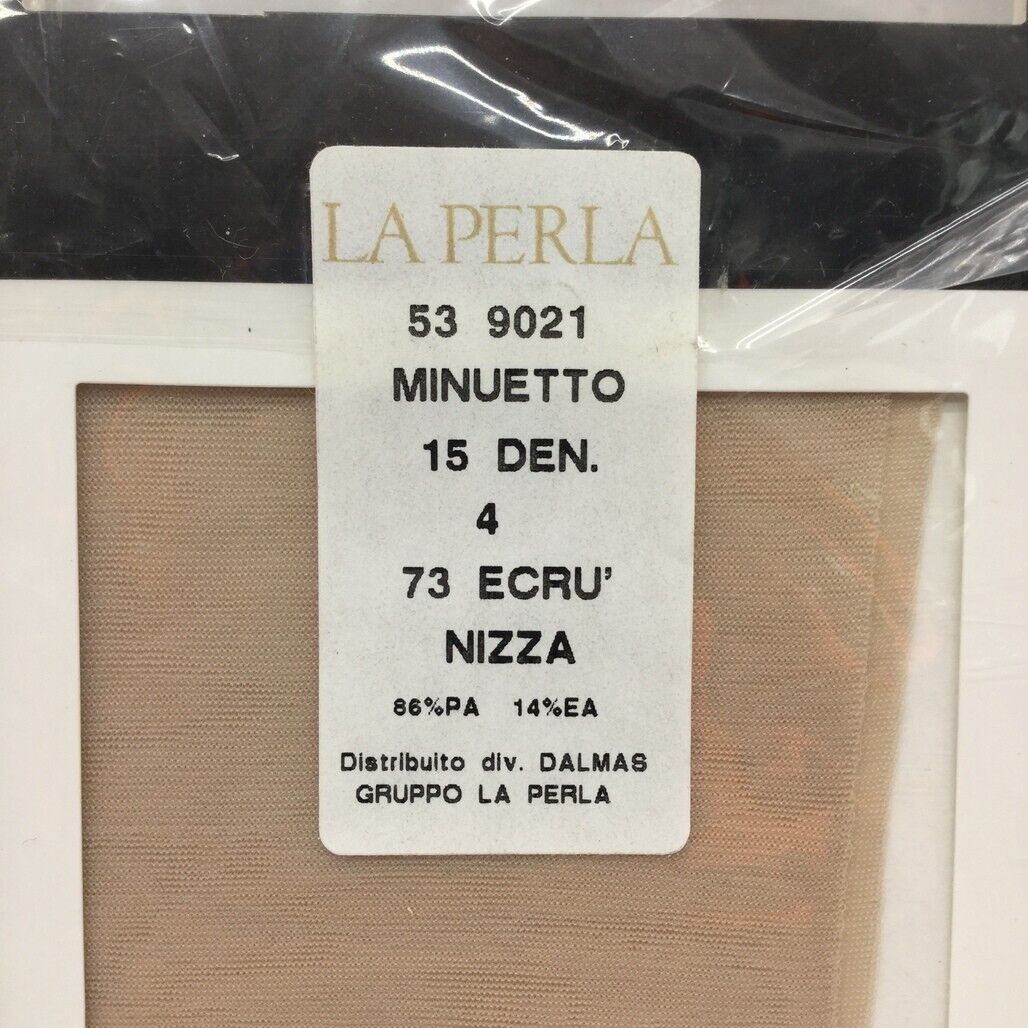 LA PERLA
53 9021
MINUETTO
15 DEN.
4
73 ECRU'
NIZZA
86%PA 14%EA
Distribuito div. DALMAS
GRUPPO LA PERLA